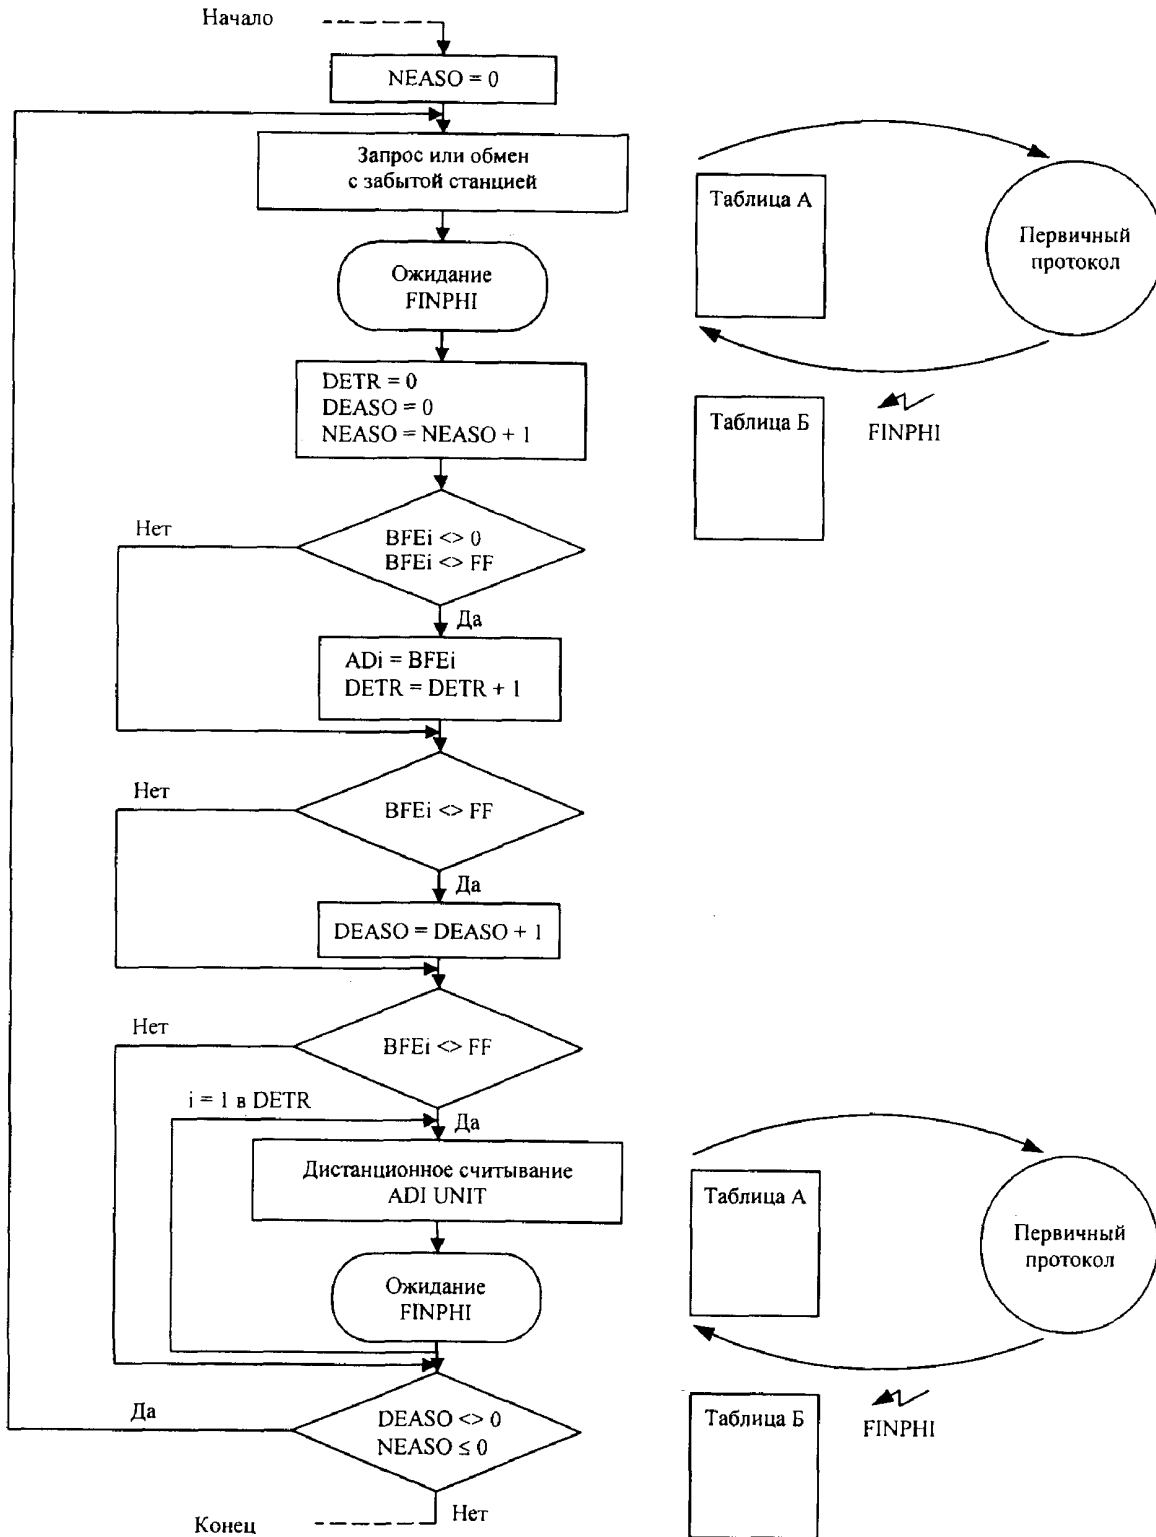 Начало
NEASO = 0
Запрос или обмен
с забытой станцией
Таблица А
Первичный
протокол
Ожидание
FINPHI
DETR = 0
DEASO = 0
NEASO = NEASO + 1
Таблица Б
FINPHI
Нет
BFEi <> 0
BFEi <> FF
Да
ADi = BFEi
DETR = DETR + 1
Нет
BFEi <> FF
Да
DEASO = DEASO + 1
Нет
BFEi <> FF
i = 1 в DETR
Да
Дистанционное считывание
ADI UNIT
Таблица А
Первичный
протокол
Ожидание
FINPHI
Да
DEASO <> 0
NEASO ≤ 0
Таблица Б
FINPHI
Нет
Конец